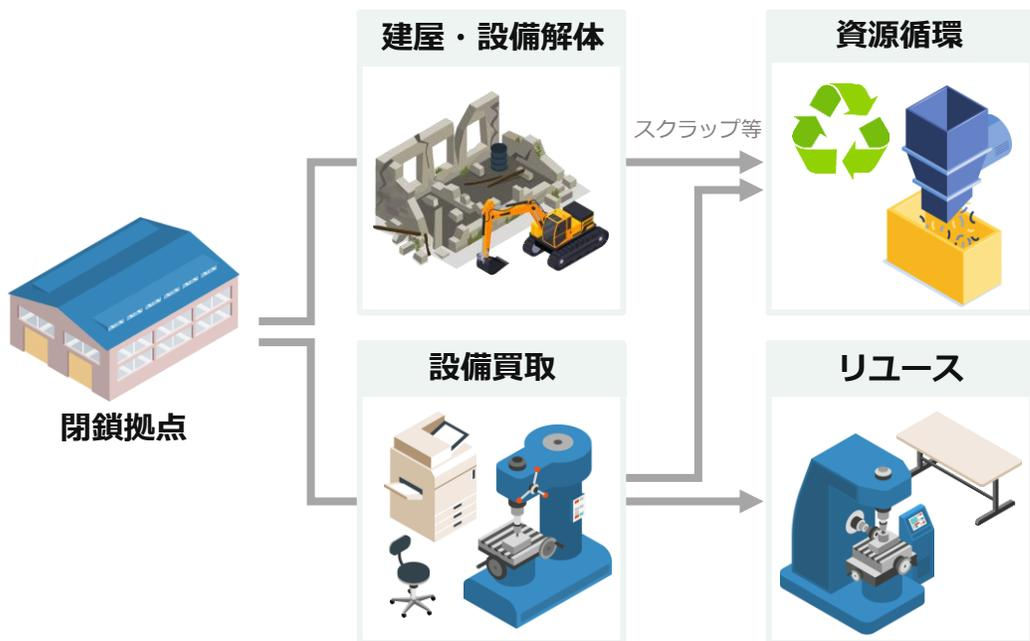 建屋・設備解体
資源循環
スクラップ等
閉鎖拠点
設備買取
リユース